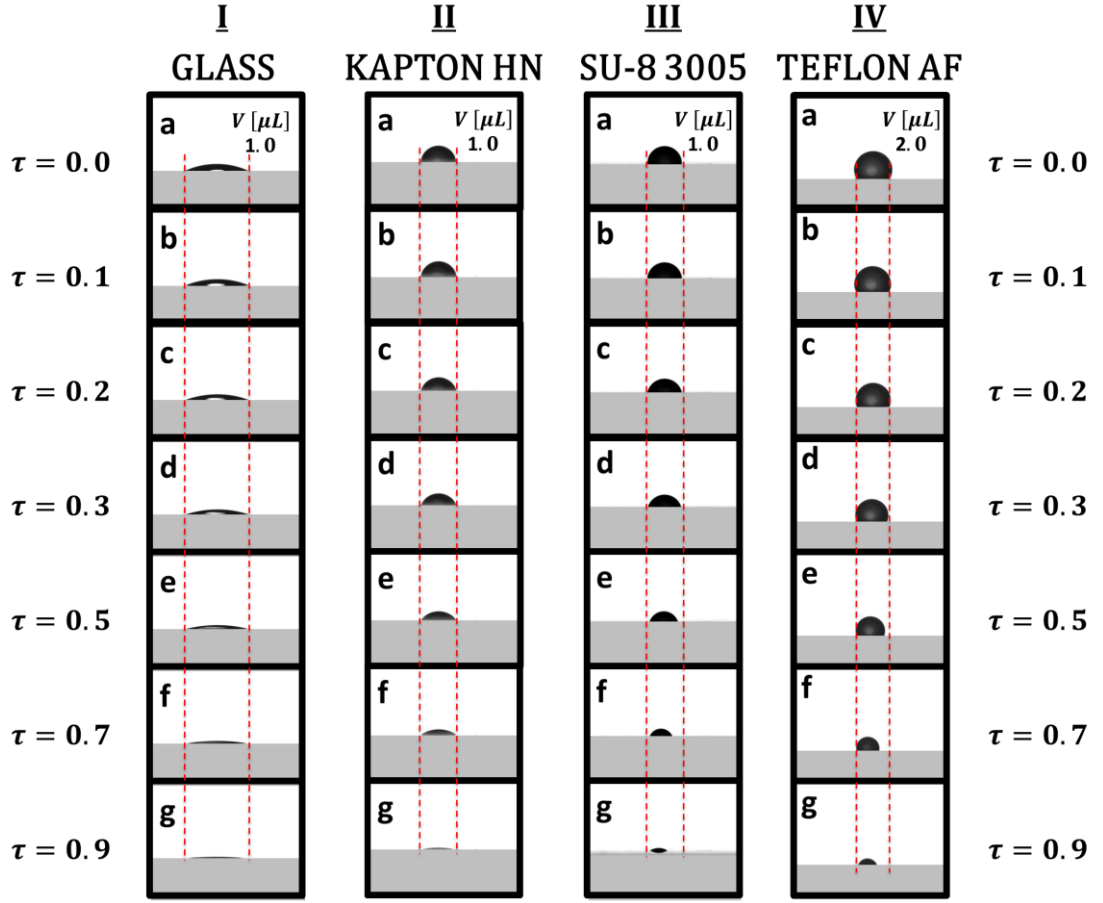 I II III IV
GLASS KAPTON HN SU-8 3005 TEFLON AF
a V [μL] a V [μL] a V [μL] a V [μL]
1.0 1.0 1.0 2.0
τ = 0.0 τ = 0.0
b b b b
τ = 0.1 τ = 0.1
c c c c
τ = 0.2 τ = 0.2
d d d d
τ = 0.3 τ = 0.3
e e e e
τ = 0.5 τ = 0.5
f f f f
τ = 0.7 τ = 0.7
g g g g
τ = 0.9 τ = 0.9